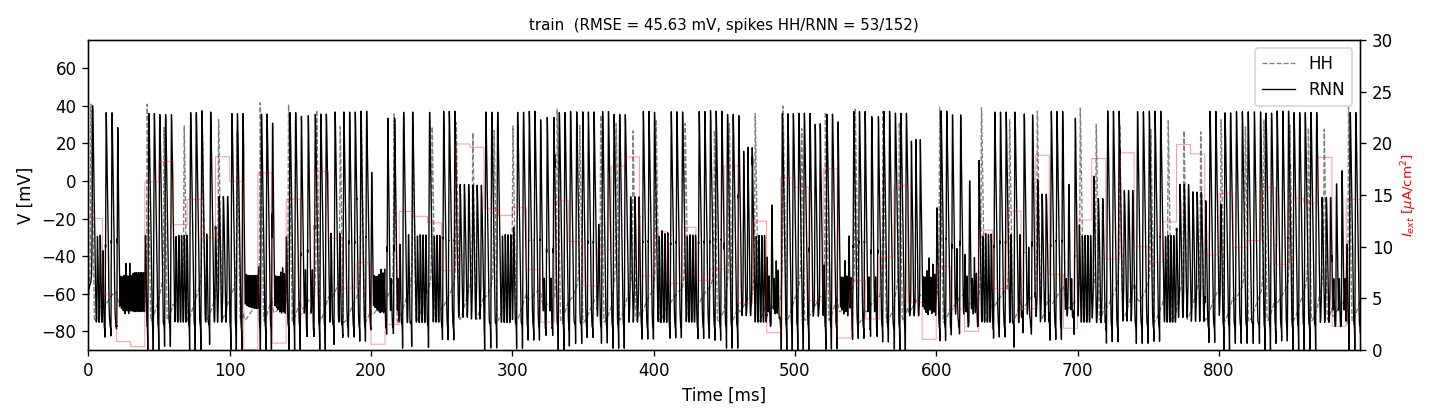 train (RMSE = 45.63 mV, spikes HH/RNN = 53/152)
V [mV]
60
40
20
0
−20
−40
−60
−80
HH
RNN
30
25
20
15
10
5
0
I_ext [μA/cm²]
0 100 200 300 400 500 600 700 800
Time [ms]